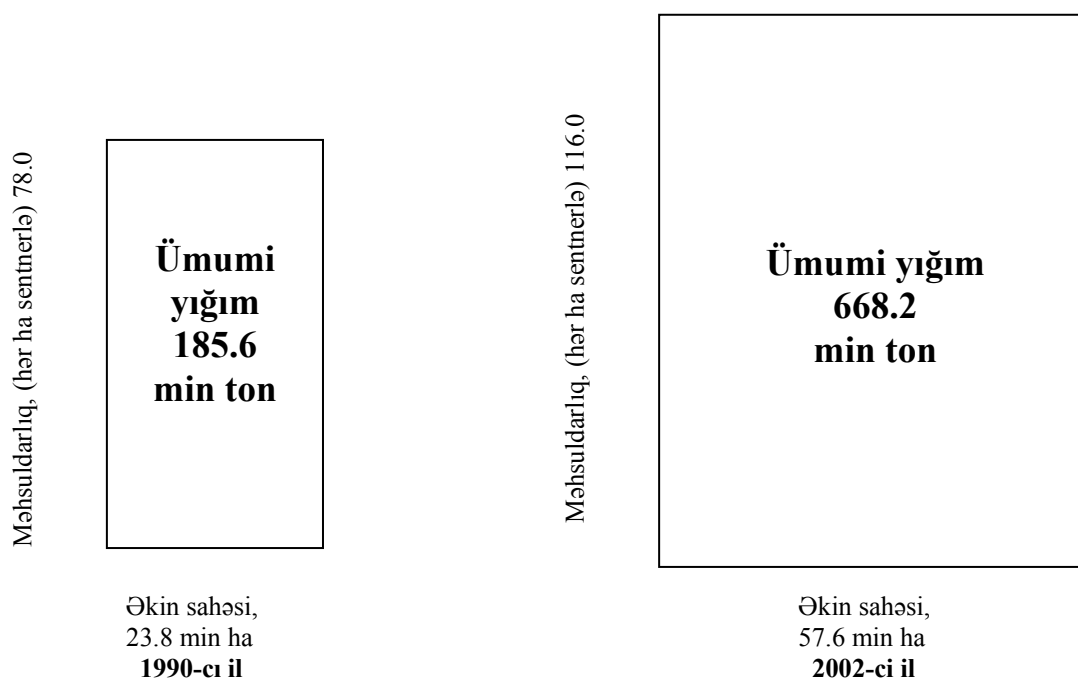 Məhsuldarlıq, (hər ha sentnerlə) 78.0
Ümumi
yığım
185.6
min ton
Əkin sahəsi,
23.8 min ha
1990-cı il
Məhsuldarlıq, (hər ha sentnerlə) 116.0
Ümumi yığım
668.2
min ton
Əkin sahəsi,
57.6 min ha
2002-ci il